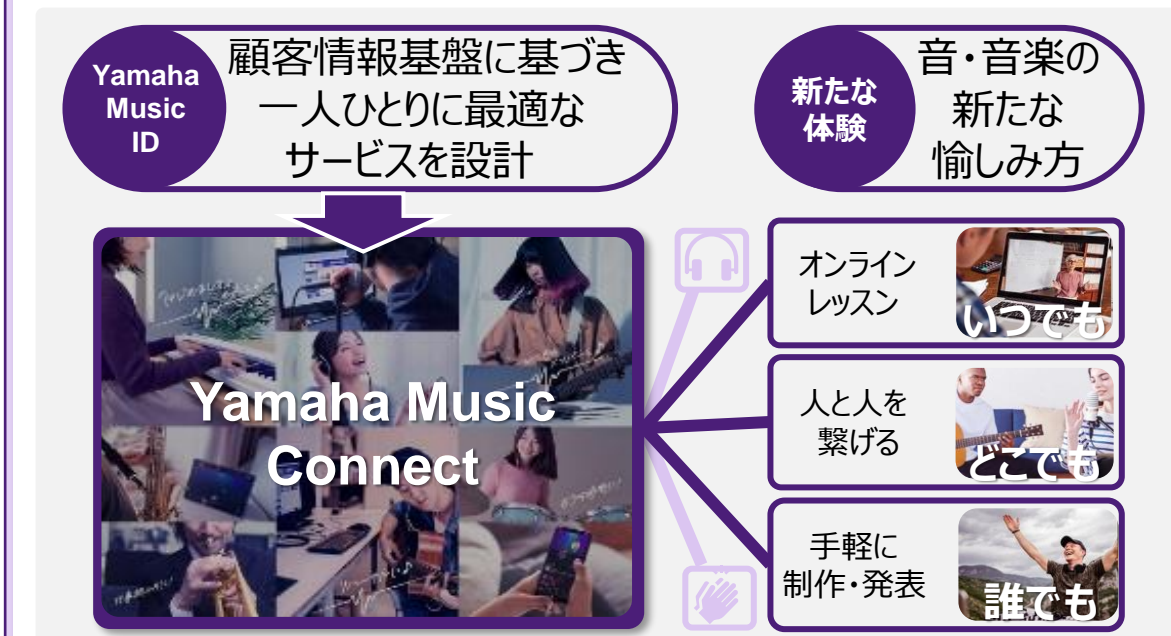 Yamaha
Music
ID
顧客情報基盤に基づき
一人ひとりに最適な
サービスを設計
新たな
体験
音・音楽の
新たな
愉しみ方
Yamaha Music
Connect
オンライン
レッスン
いつでも
人と人を
繋げる
どこでも
手軽に
制作・発表
誰でも